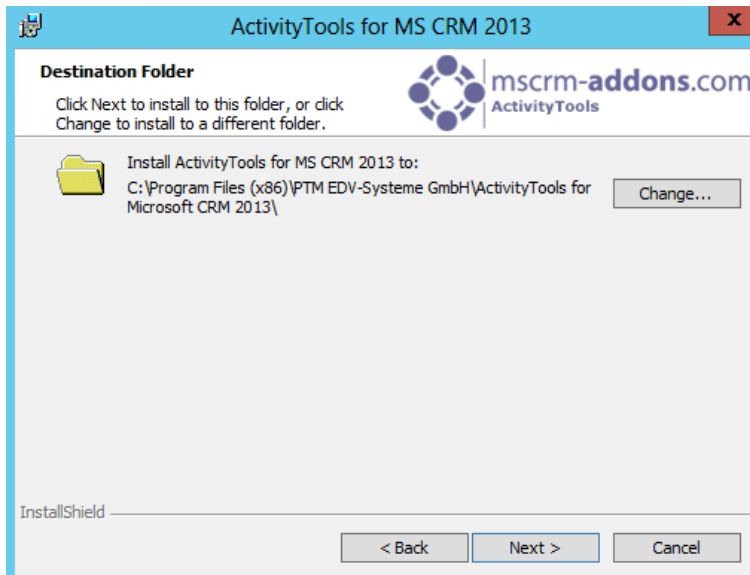 ActivityTools for MS CRM 2013
x
Destination Folder
Click Next to install to this folder, or click
Change to install to a different folder.
mscrm-addons.com
ActivityTools
Install ActivityTools for MS CRM 2013 to:
C:\Program Files (x86)\PTM EDV-Systeme GmbH\ActivityTools for
Microsoft CRM 2013\
Change...
InstallShield
< Back
Next >
Cancel